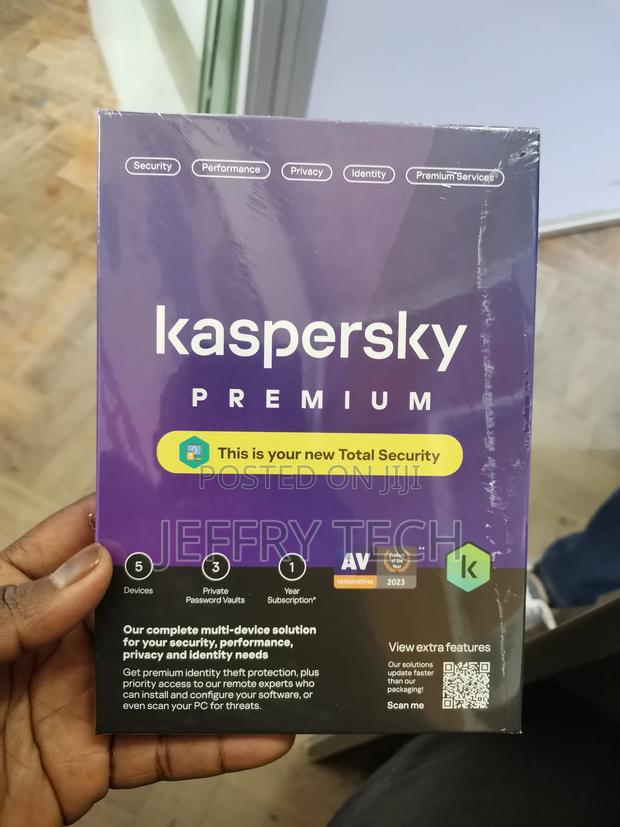 Security Performance Privacy Identity Premium Services
kaspersky
PREMIUM
This is your new Total Security
POSTED ON JIJI
JEFFRY TECH
5 Devices
3 Private Password Vaults
1 Year Subscription*
AV comparatives
Product of the Year 2023
**
k
Our complete multi-device solution
for your security, performance,
privacy and identity needs
Get premium identity theft protection, plus
priority access to our remote experts who
can install and configure your software, or
even scan your PC for threats.
View extra features
Our solutions
update faster
than our
packaging!
Scan me